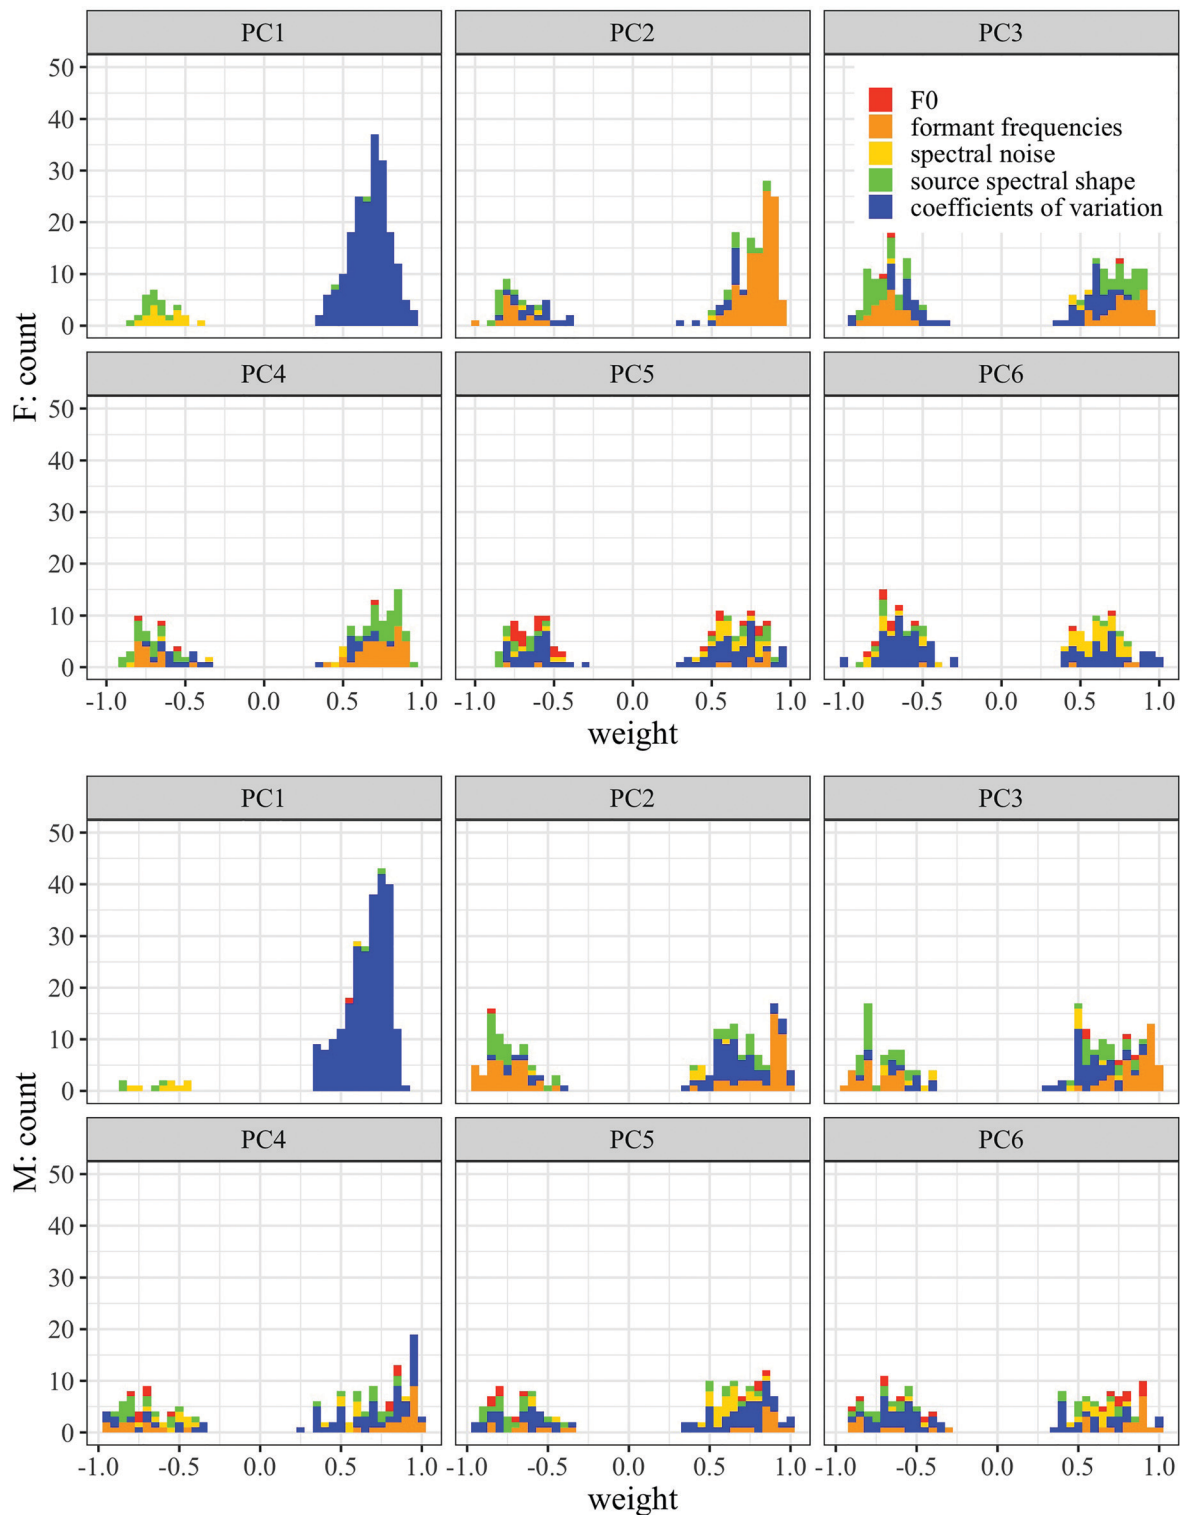 PC1 PC2 PC3
50
40
30
20
10
0
F0
formant frequencies
spectral noise
source spectral shape
coefficients of variation
F: count
PC4 PC5 PC6
50
40
30
20
10
0
-1.0 -0.5 0.0 0.5 1.0 -1.0 -0.5 0.0 0.5 1.0 -1.0 -0.5 0.0 0.5 1.0
weight
PC1 PC2 PC3
50
40
30
20
10
0
M: count
PC4 PC5 PC6
50
40
30
20
10
0
-1.0 -0.5 0.0 0.5 1.0 -1.0 -0.5 0.0 0.5 1.0 -1.0 -0.5 0.0 0.5 1.0
weight